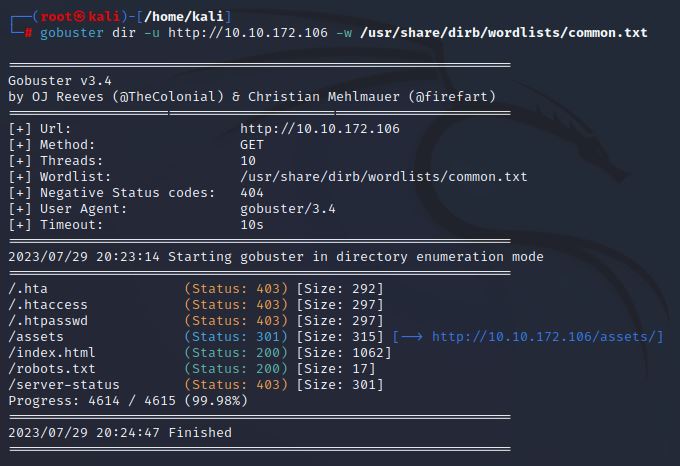 ┌──(root㉿kali)-[/home/kali]
└─# gobuster dir -u http://10.10.172.106 -w /usr/share/dirb/wordlists/common.txt
===============================================================
Gobuster v3.4
by OJ Reeves (@TheColonial) & Christian Mehlmauer (@firefart)
===============================================================
[+] Url:                     http://10.10.172.106
[+] Method:                  GET
[+] Threads:                 10
[+] Wordlist:                /usr/share/dirb/wordlists/common.txt
[+] Negative Status codes:   404
[+] User Agent:              gobuster/3.4
[+] Timeout:                 10s
===============================================================
2023/07/29 20:23:14 Starting gobuster in directory enumeration mode
===============================================================
/.hta                 (Status: 403) [Size: 292]
/.htaccess            (Status: 403) [Size: 297]
/.htpasswd            (Status: 403) [Size: 297]
/assets               (Status: 301) [Size: 315] [--> http://10.10.172.106/assets/]
/index.html           (Status: 200) [Size: 1062]
/robots.txt           (Status: 200) [Size: 17]
/server-status        (Status: 403) [Size: 301]
Progress: 4614 / 4615 (99.98%)
===============================================================
2023/07/29 20:24:47 Finished
===============================================================